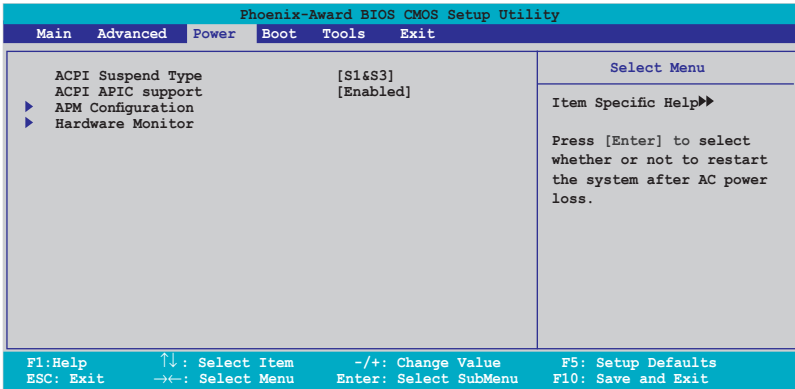 Phoenix-Award BIOS CMOS Setup Utility
Main Advanced Power Boot Tools Exit
ACPI Suspend Type [S1&S3]
ACPI APIC support [Enabled]
APM Configuration
Hardware Monitor
Select Menu
Item Specific Help
Press [Enter] to select
whether or not to restart
the system after AC power
loss.
F1:Help ↑↓: Select Item -/+: Change Value F5: Setup Defaults
ESC: Exit →←: Select Menu Enter: Select SubMenu F10: Save and Exit